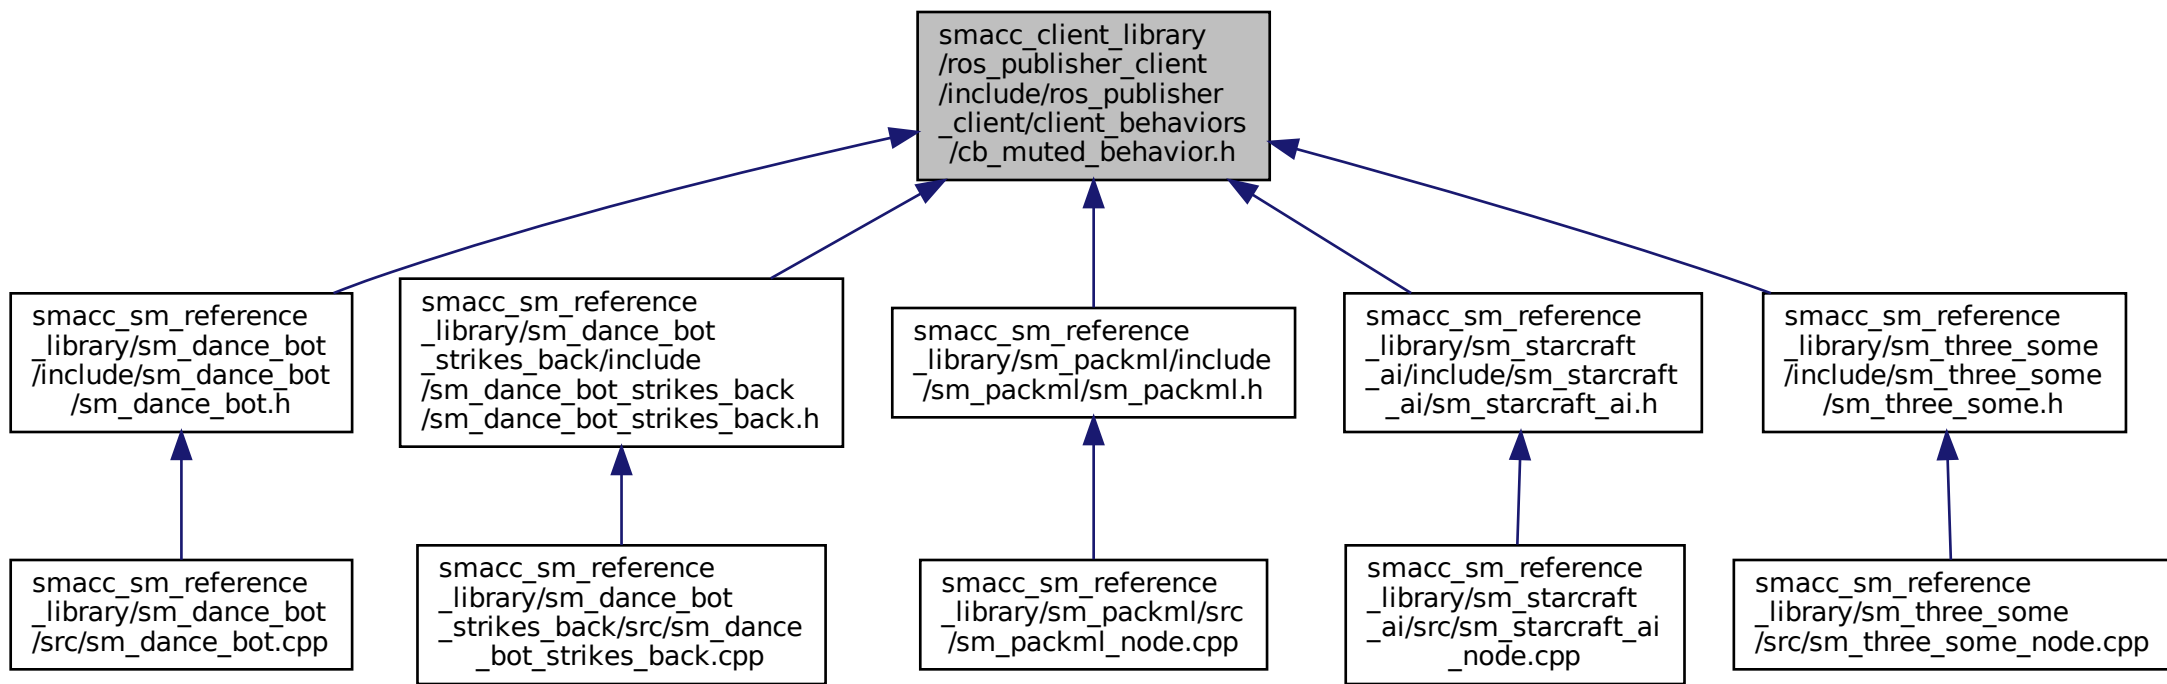 smacc_client_library
/ros_publisher_client
/include/ros_publisher
_client/client_behaviors
/cb_muted_behavior.h
smacc_sm_reference
_library/sm_dance_bot
/include/sm_dance_bot
/sm_dance_bot.h
smacc_sm_reference
_library/sm_dance_bot
_strikes_back/include
/sm_dance_bot_strikes_back
/sm_dance_bot_strikes_back.h
smacc_sm_reference
_library/sm_packml/include
/sm_packml/sm_packml.h
smacc_sm_reference
_library/sm_starcraft
_ai/include/sm_starcraft
_ai/sm_starcraft_ai.h
smacc_sm_reference
_library/sm_three_some
/include/sm_three_some
/sm_three_some.h
smacc_sm_reference
_library/sm_dance_bot
/src/sm_dance_bot.cpp
smacc_sm_reference
_library/sm_dance_bot
_strikes_back/src/sm_dance
_bot_strikes_back.cpp
smacc_sm_reference
_library/sm_packml/src
/sm_packml_node.cpp
smacc_sm_reference
_library/sm_starcraft
_ai/src/sm_starcraft_ai
_node.cpp
smacc_sm_reference
_library/sm_three_some
/src/sm_three_some_node.cpp